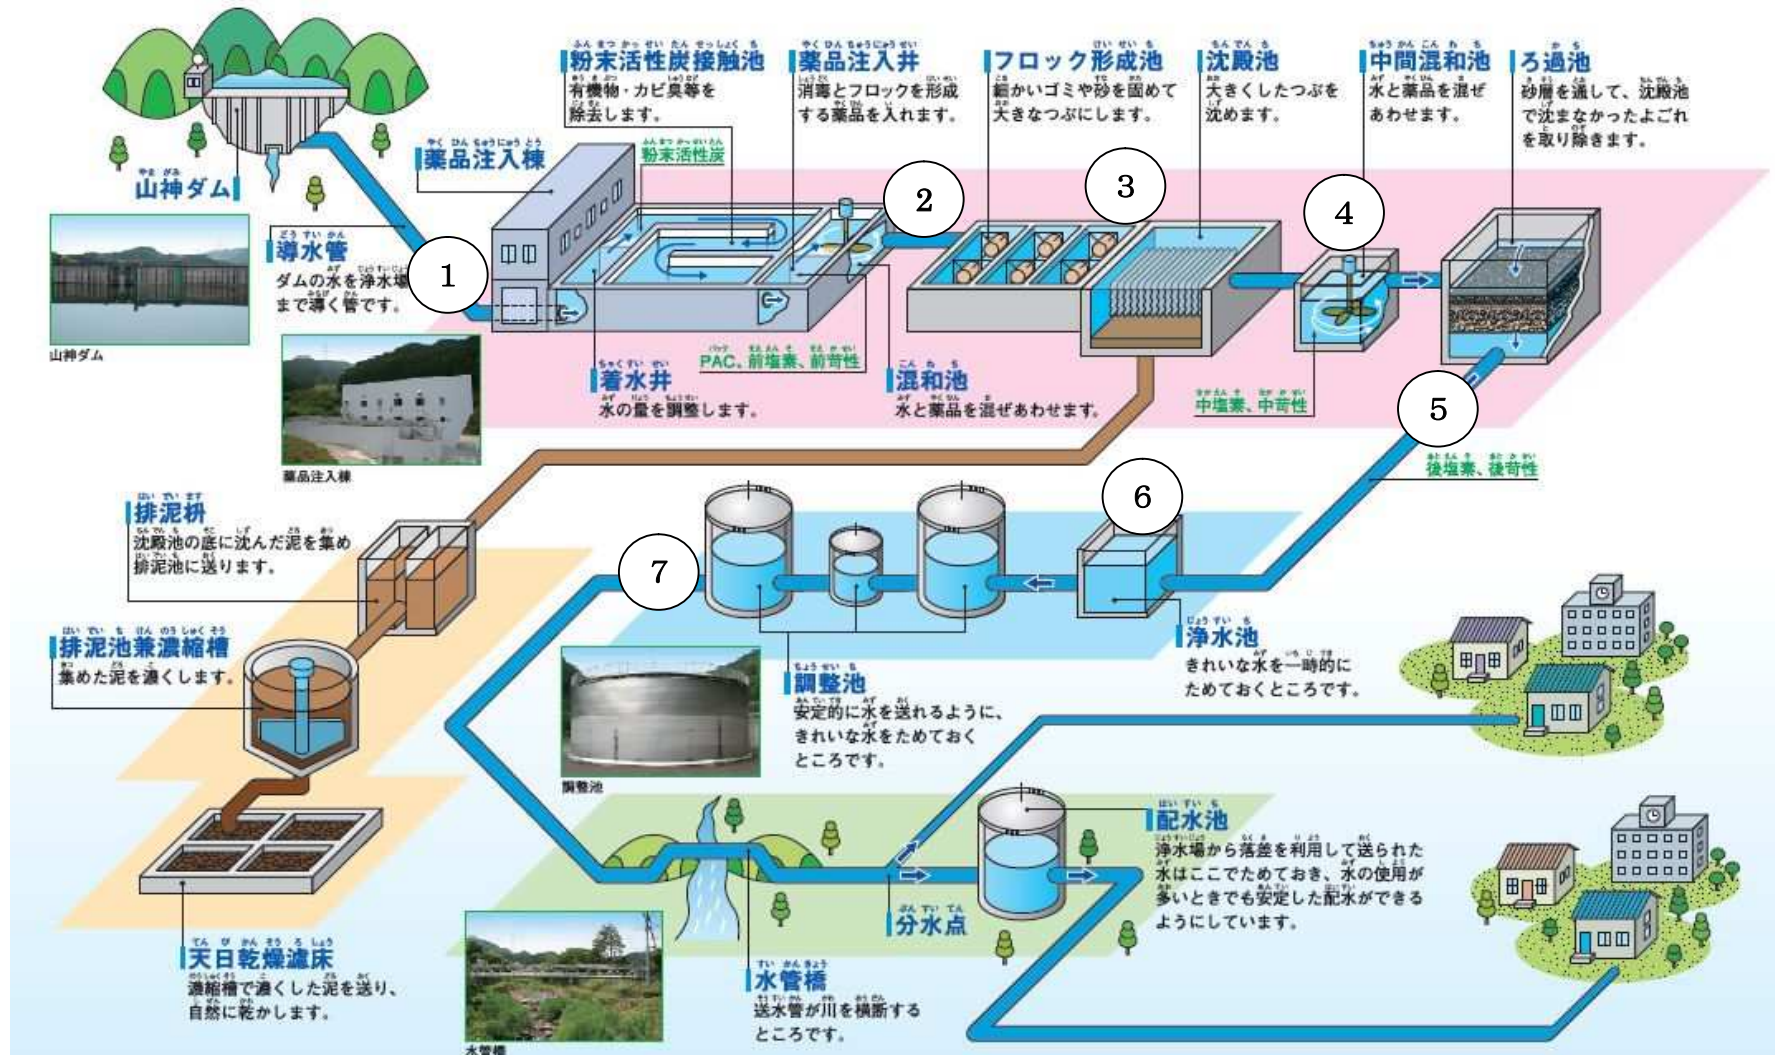 山神ダム
山神ダム
導水管
ダムの水を浄水場
まで導く管です。
①
薬品注入棟
薬品注入棟
粉末活性炭接触池
有機物・カビ臭等を
除去します。
粉末活性炭
薬品注入井
消毒とフロックを形成
する薬品を入れます。
②
着水井
水の量を調整します。
PAC、前塩素、前苛性
混和池
水と薬品を混ぜあわせます。
フロック形成池
細かいゴミや砂を固めて
大きなつぶにします。
③
沈殿池
大きくしたつぶを
沈めます。
④
中間混和池
水と薬品を混ぜ
あわせます。
中塩素、中苛性
ろ過池
砂層を通して、沈殿池
で沈まなかったよごれ
を取り除きます。
⑤
後塩素、後苛性
⑥
浄水池
きれいな水を一時的に
ためておくところです。
⑦
調整池
安定的に水を送れるように、
きれいな水をためておく
ところです。
調整池
排泥枡
沈殿池の底に沈んだ泥を集め
排泥池に送ります。
排泥池兼濃縮槽
集めた泥を濃くします。
天日乾燥濾床
濃縮槽で濃くした泥を送り、
自然に乾かします。
水管橋
水管橋
送水管が川を横断する
ところです。
分水点
配水池
浄水場から落差を利用して送られた
水はここでためておき、水の使用が
多いときでも安定した配水ができる
ようにしています。